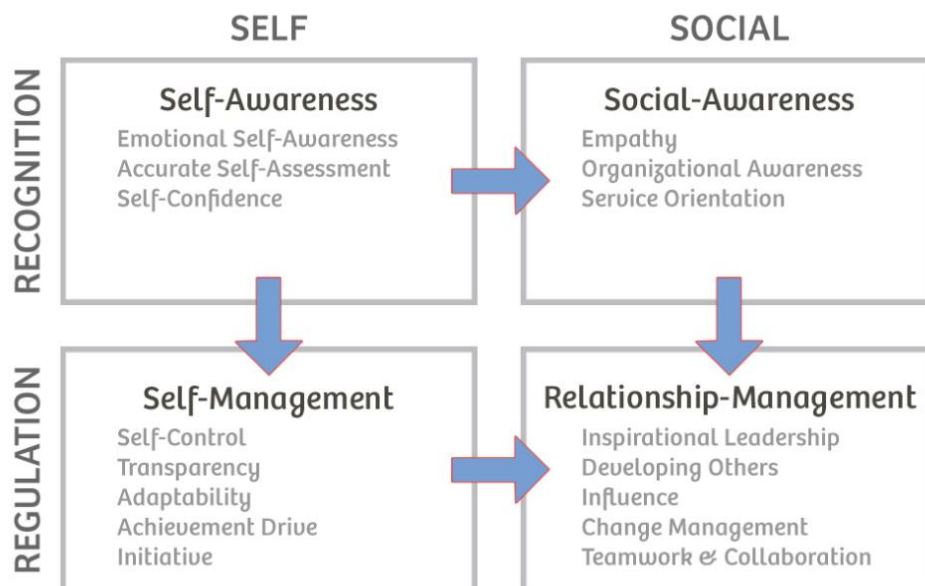 SELF
SOCIAL
RECOGNITION
Self-Awareness
Emotional Self-Awareness
Accurate Self-Assessment
Self-Confidence
Social-Awareness
Empathy
Organizational Awareness
Service Orientation
REGULATION
Self-Management
Self-Control
Transparency
Adaptability
Achievement Drive
Initiative
Relationship-Management
Inspirational Leadership
Developing Others
Influence
Change Management
Teamwork & Collaboration